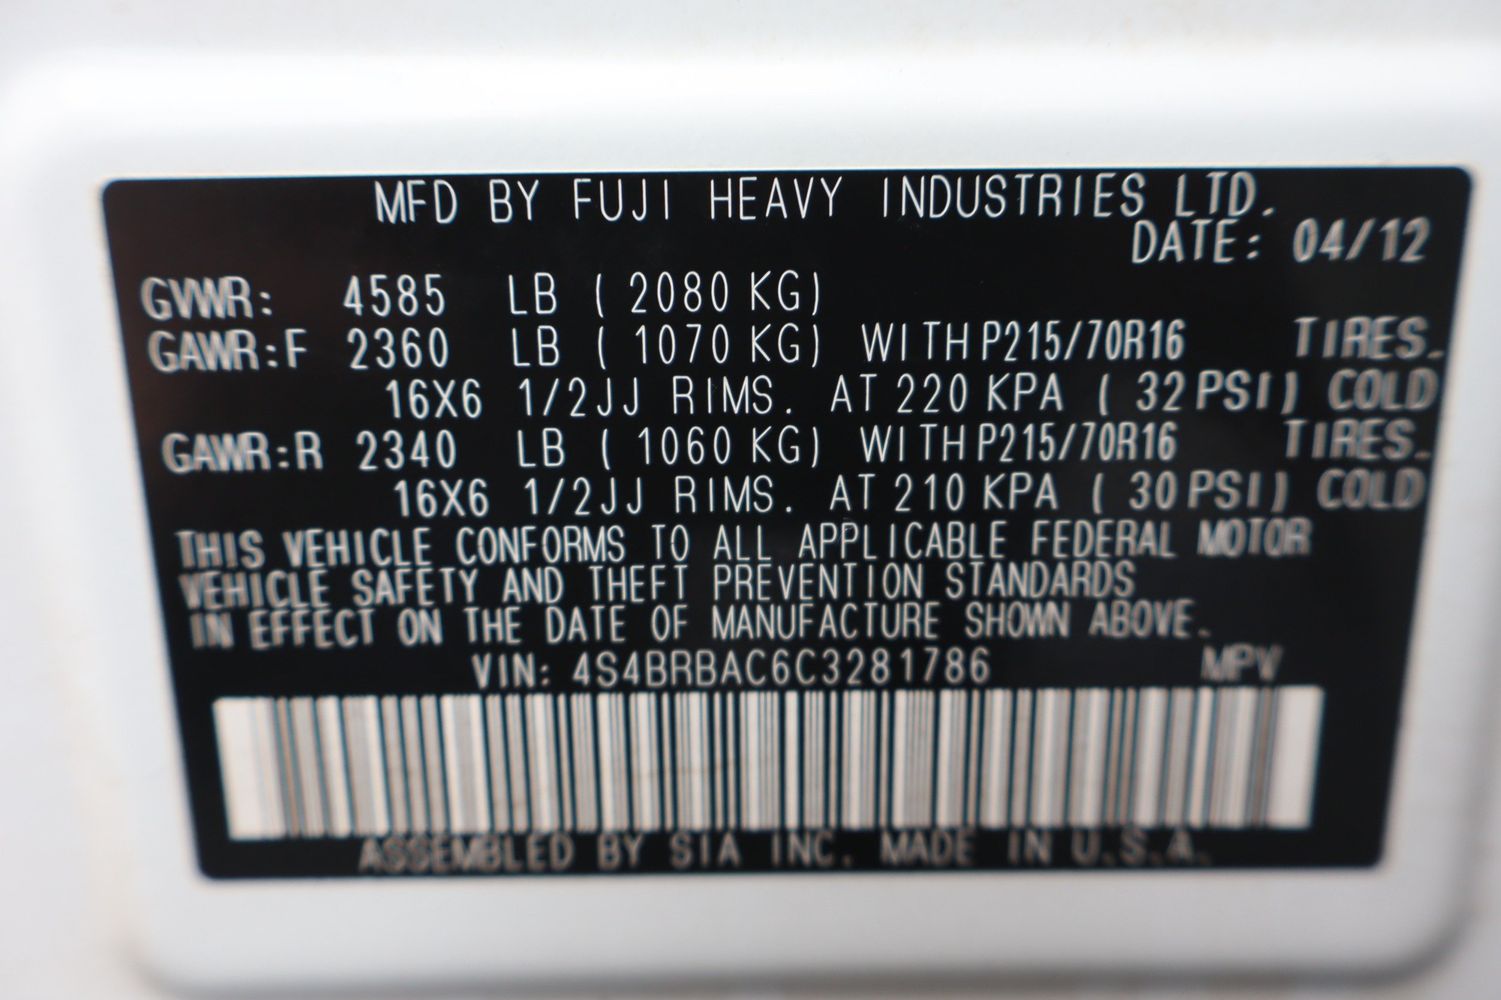 MFD BY FUJI HEAVY INDUSTRIES LTD.
DATE: 04/12
GVWR: 4585 LB ( 2080 KG)
GAWR:F 2360 LB ( 1070 KG) WITH P215/70R16 TIRES.
16X6 1/2JJ RIMS. AT 220 KPA ( 32 PSI) COLD
GAWR:R 2340 LB ( 1060 KG) WITH P215/70R16 TIRES.
16X6 1/2JJ RIMS. AT 210 KPA ( 30 PSI) COLD
THIS VEHICLE CONFORMS TO ALL APPLICABLE FEDERAL MOTOR
VEHICLE SAFETY AND THEFT PREVENTION STANDARDS
IN EFFECT ON THE DATE OF MANUFACTURE SHOWN ABOVE.
VIN: 4S4BRBAC6C3281786 MPV
ASSEMBLED BY SIA INC. MADE IN U.S.A.